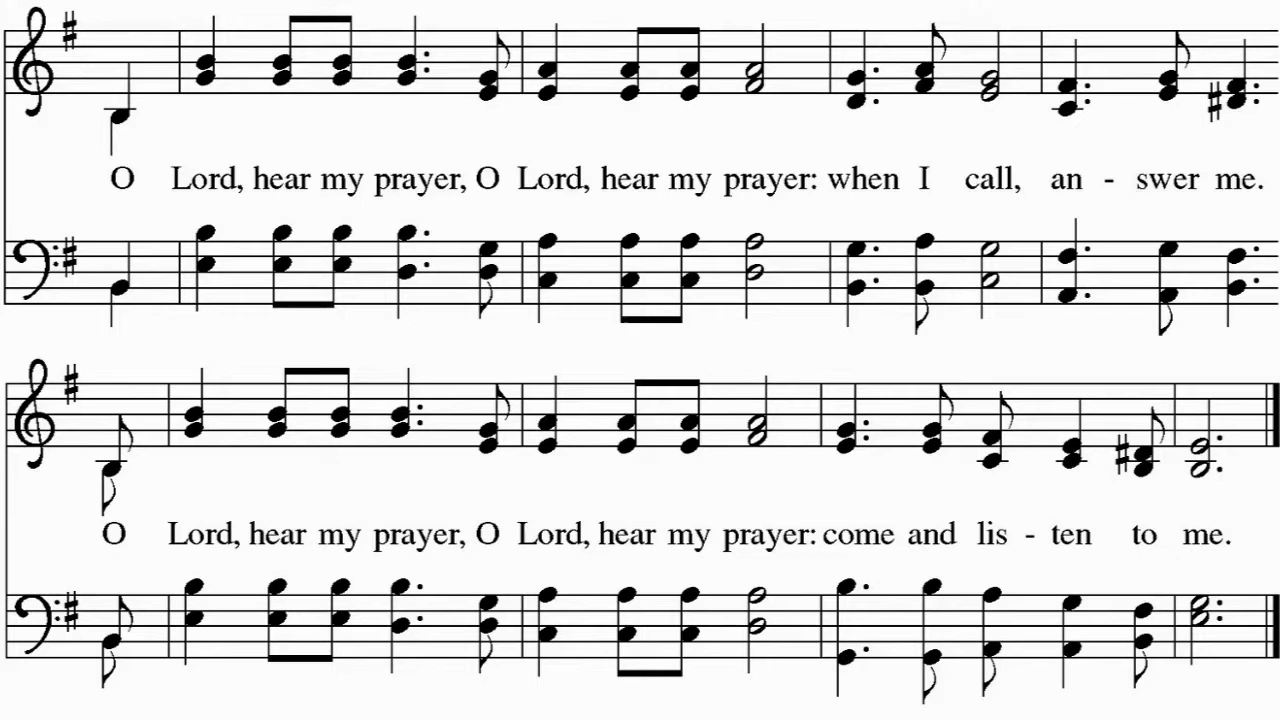 O Lord, hear my prayer, O Lord, hear my prayer: when I call, an - swer me.
O Lord, hear my prayer, O Lord, hear my prayer: come and lis - ten to me.